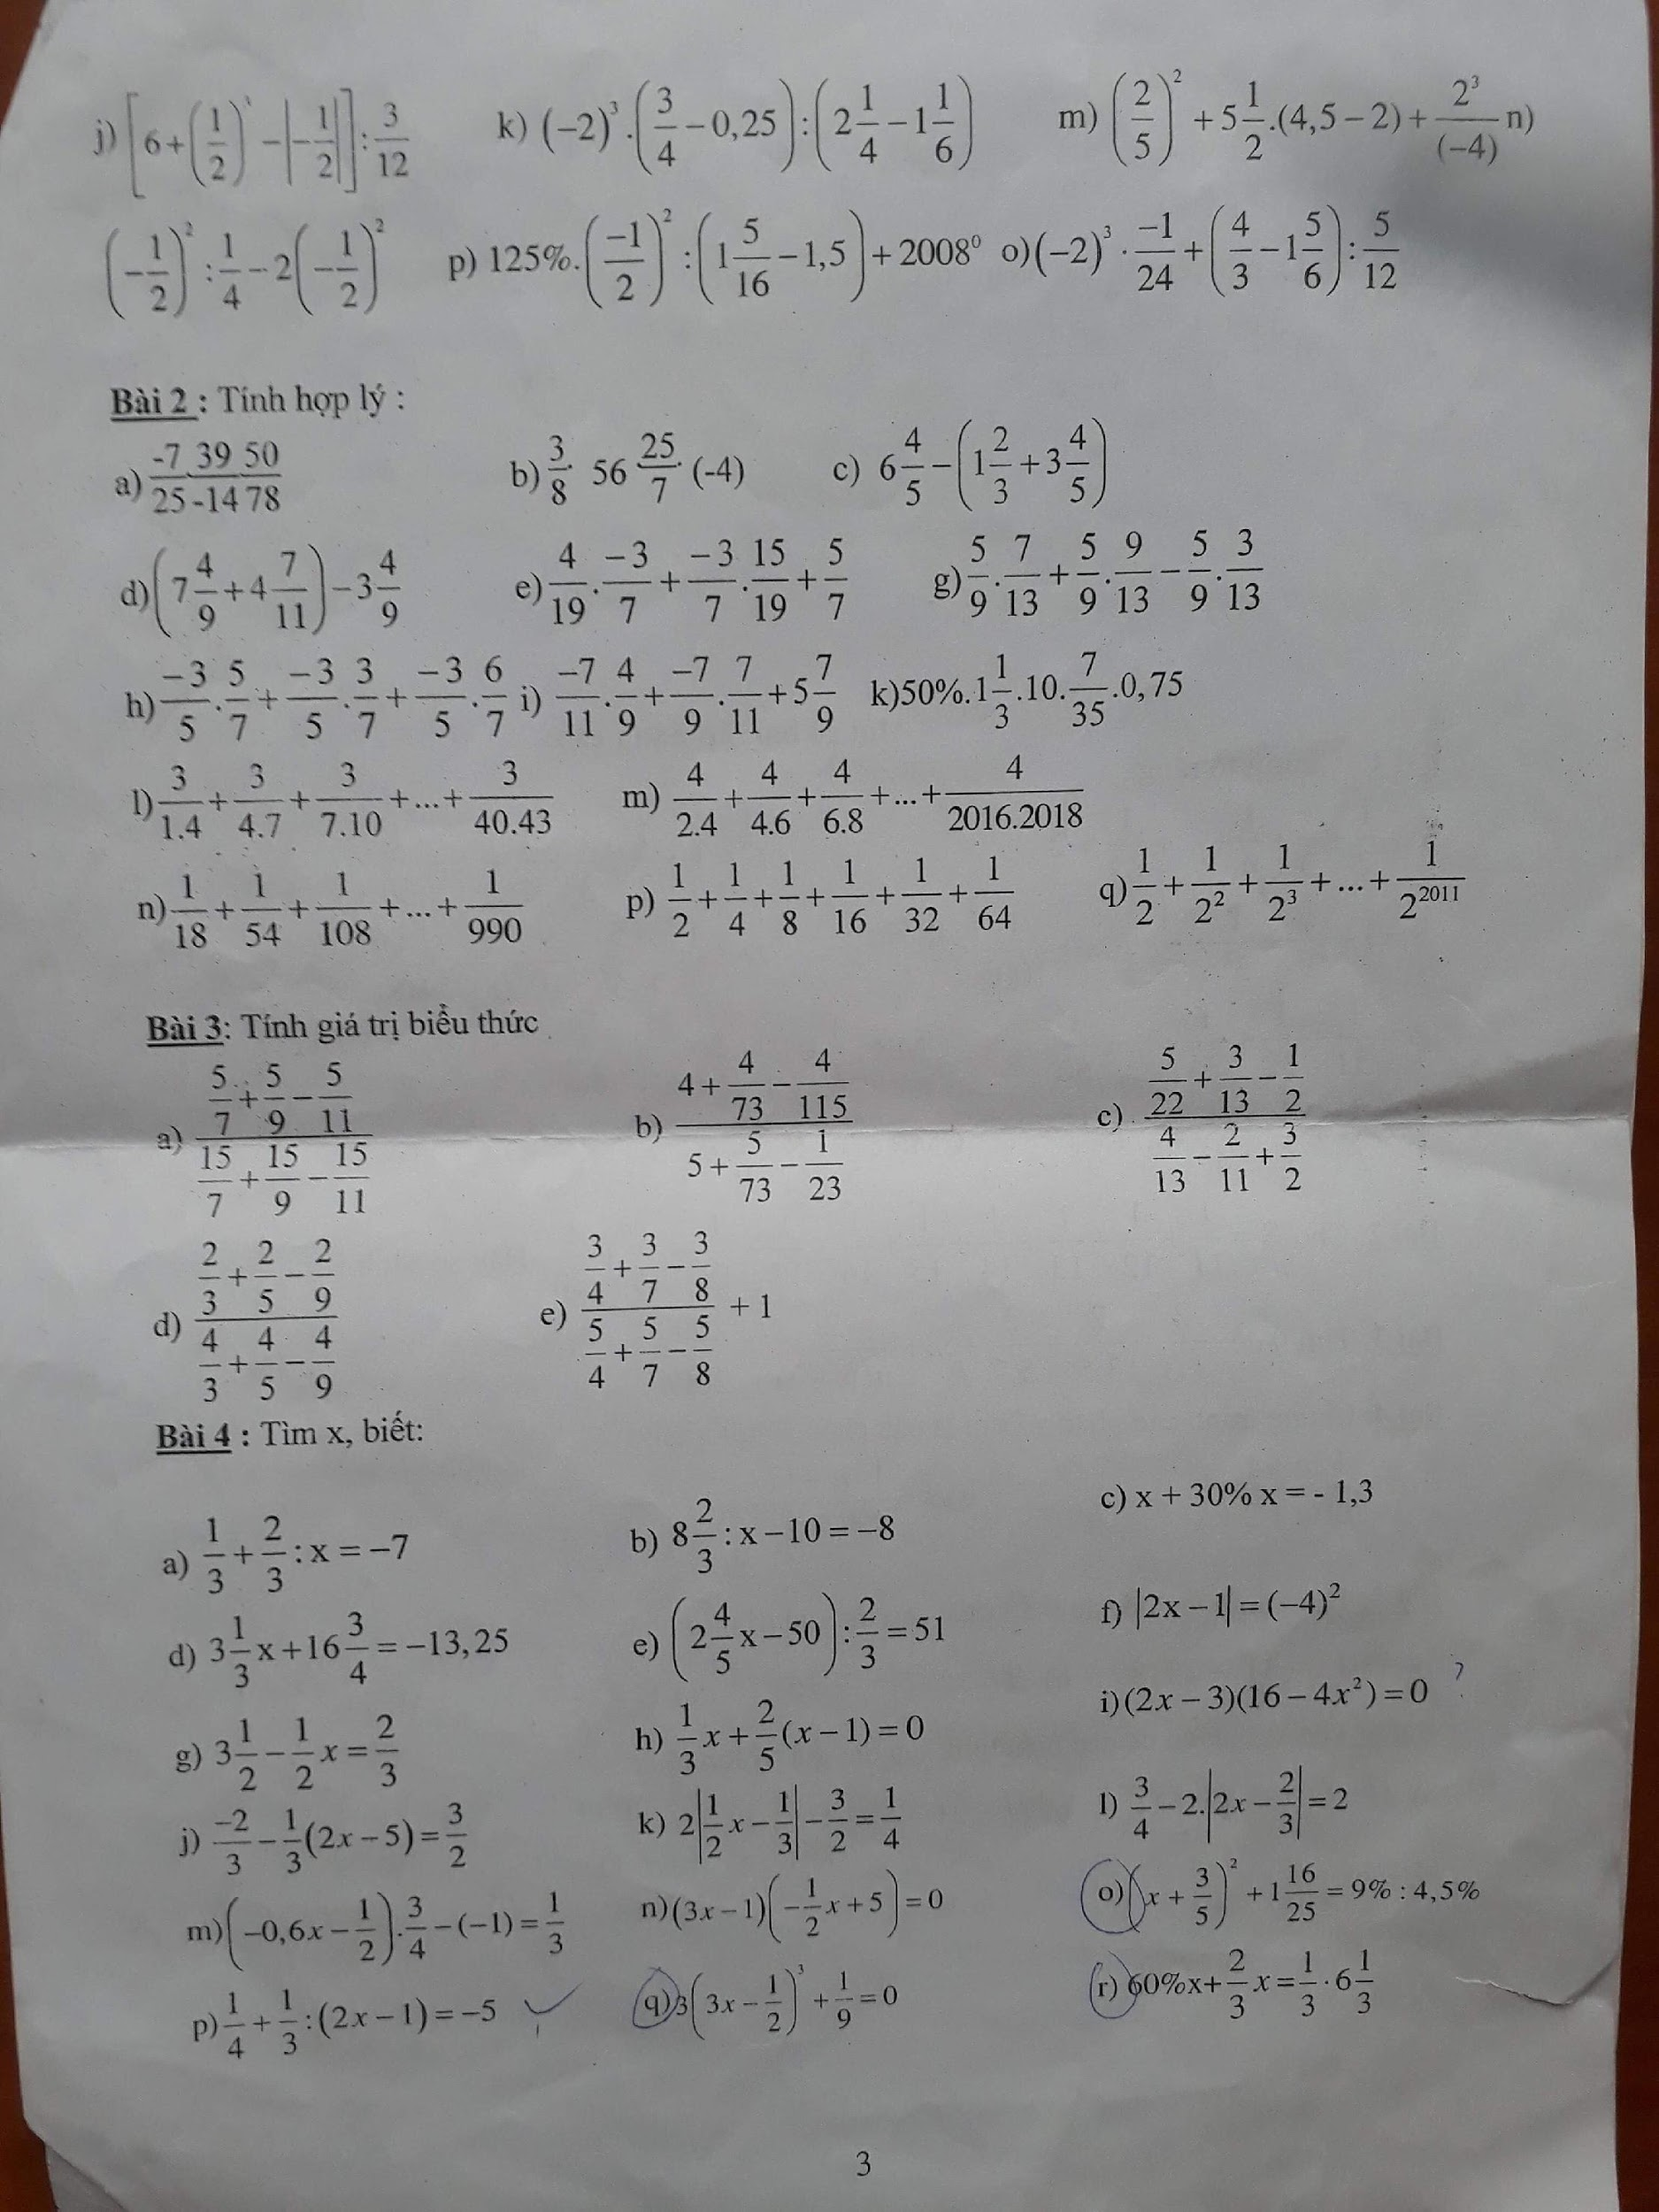 j) [6+(1/2)^3−|−1/2|]:3/12 k) (−2)^3.(3/4−0,25):(2 1/4−1 1/6) m) (2/5)^2+5 1/2.(4,5−2)+2^3/(−4) n)
(−1/2)^2:1/4−2(−1/2)^2 p) 125%.(−1/2)^2:(1 5/16−1,5)+2008^0 o)(−2)^3.−1/24+(4/3−1 5/6):5/12
Bài 2 : Tính hợp lý :
a) -7/25.39/-14.50/78 b) 3/8. 56.25/7.(-4) c) 6 4/5−(1 2/3+3 4/5)
d)(7 4/9+4 7/11)−3 4/9 e) 4/19.−3/7+−3/7.15/19+5/7 g) 5/9.7/13+5/9.9/13−5/9.3/13
h) −3/5.5/7+−3/5.3/7+−3/5.6/7 i) −7/11.4/9+−7/9.7/11+5 7/9 k)50%.1 1/3.10.7/35.0,75
l) 3/1.4+3/4.7+3/7.10+...+3/40.43 m) 4/2.4+4/4.6+4/6.8+...+4/2016.2018
n) 1/18+1/54+1/108+...+1/990 p) 1/2+1/4+1/8+1/16+1/32+1/64 q) 1/2+1/2^2+1/2^3+...+1/2^2011
Bài 3: Tính giá trị biểu thức
a) (5/7+5/9−5/11)/(15/7+15/9−15/11) b) (4+4/73−4/115)/(5+5/73−1/23) c) (5/22+3/13−1/2)/(4/13−2/11+3/2)
d) (2/3+2/5−2/9)/(4/3+4/5−4/9) e) (3/4+3/7−3/8)/(5/4+5/7−5/8) + 1
Bài 4 : Tìm x, biết:
a) 1/3+2/3:x=−7 b) 8 2/3:x−10=−8 c) x + 30% x = - 1,3
d) 3 1/3x+16 3/4=−13,25 e) (2 4/5x−50):2/3=51 f) |2x−1|=(−4)^2
g) 3 1/2−1/2x=2/3 h) 1/3x+2/5(x−1)=0 i)(2x−3)(16−4x^2)=0 ?
j) −2/3−1/3(2x−5)=3/2 k) 2|1/2x−1/3|−3/2=1/4 l) 3/4−2.|2x−2/3|=2
m)(−0,6x−1/2).3/4−(−1)=1/3 n)(3x−1)(−1/2x+5)=0 o)(x+3/5)^2+1 16/25=9%:4,5%
p) 1/4+1/3:(2x−1)=−5 q)3(3x−1/2)^3+1/9=0 r) 60%x+2/3x=1/3.6 1/3
3